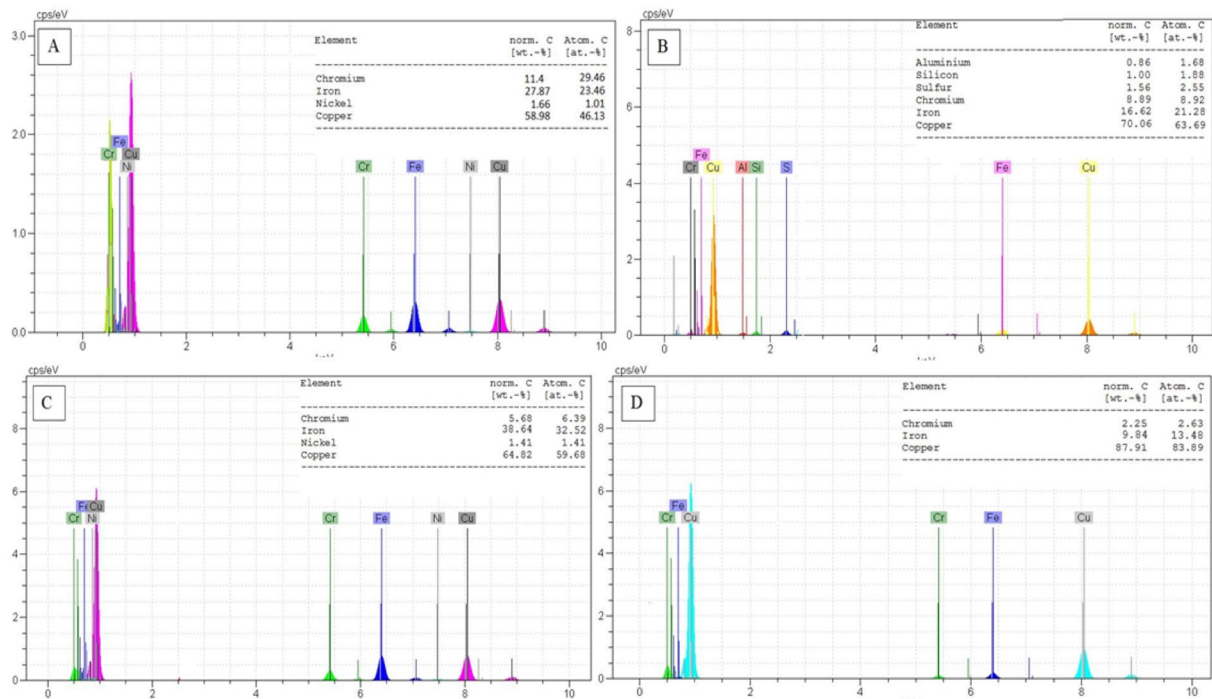 cps/eV
3.0
2.0
1.0
0.0
A
Element norm. C Atom. C
[wt.-%] [at.-%]
Chromium 11.4 29.46
Iron 27.87 23.46
Nickel 1.66 1.01
Copper 58.98 46.13
Fe
Cr Cu
Ni
Cr Fe Ni Cu
0 2 4 6 8 10
cps/eV
8
6
4
2
0
B
Element norm. C Atom. C
[wt.-%] [at.-%]
Aluminium 0.86 1.68
Silicon 1.00 1.88
Sulfur 1.56 2.55
Chromium 8.89 8.92
Iron 16.62 21.28
Copper 70.06 63.69
Fe
Cr Cu Al Si S Fe Cu
0 2 4 6 8 10
cps/eV
8
6
4
2
0
C
Element norm. C Atom. C
[wt.-%] [at.-%]
Chromium 5.68 6.39
Iron 38.64 32.52
Nickel 1.41 1.41
Copper 64.82 59.68
Cu
Cr Ni
Cr Fe Ni Cu
0 2 4 6 8 10
cps/eV
8
6
4
2
0
D
Element norm. C Atom. C
[wt.-%] [at.-%]
Chromium 2.25 2.63
Iron 9.84 13.48
Copper 87.91 83.89
Fe
Cr Cu
Cr Fe Cu
0 2 4 6 8 10